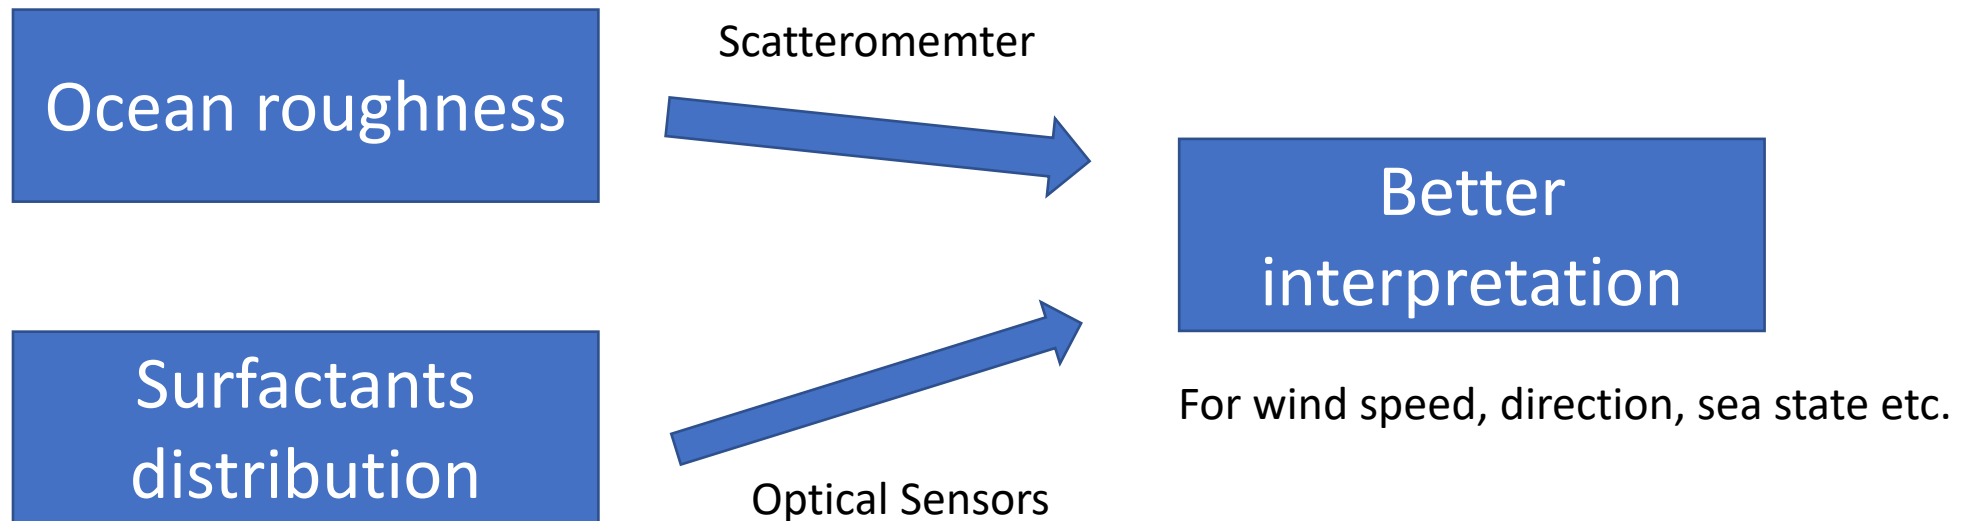 Scatteromemter
Ocean roughness
Better
interpretation
Surfactants
distribution
For wind speed, direction, sea state etc.
Optical Sensors